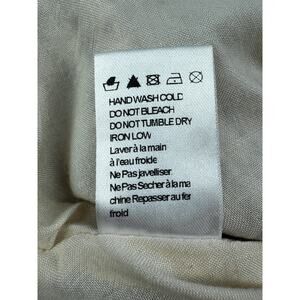 HAND WASH COLD
DO NOT BLEACH
DO NOT TUMBLE DRY
IRON LOW
Laver à la main
à l'eau froide
Ne Pas javelliser
Ne Pas Secher à la ma
chine Repasser au fer
froid